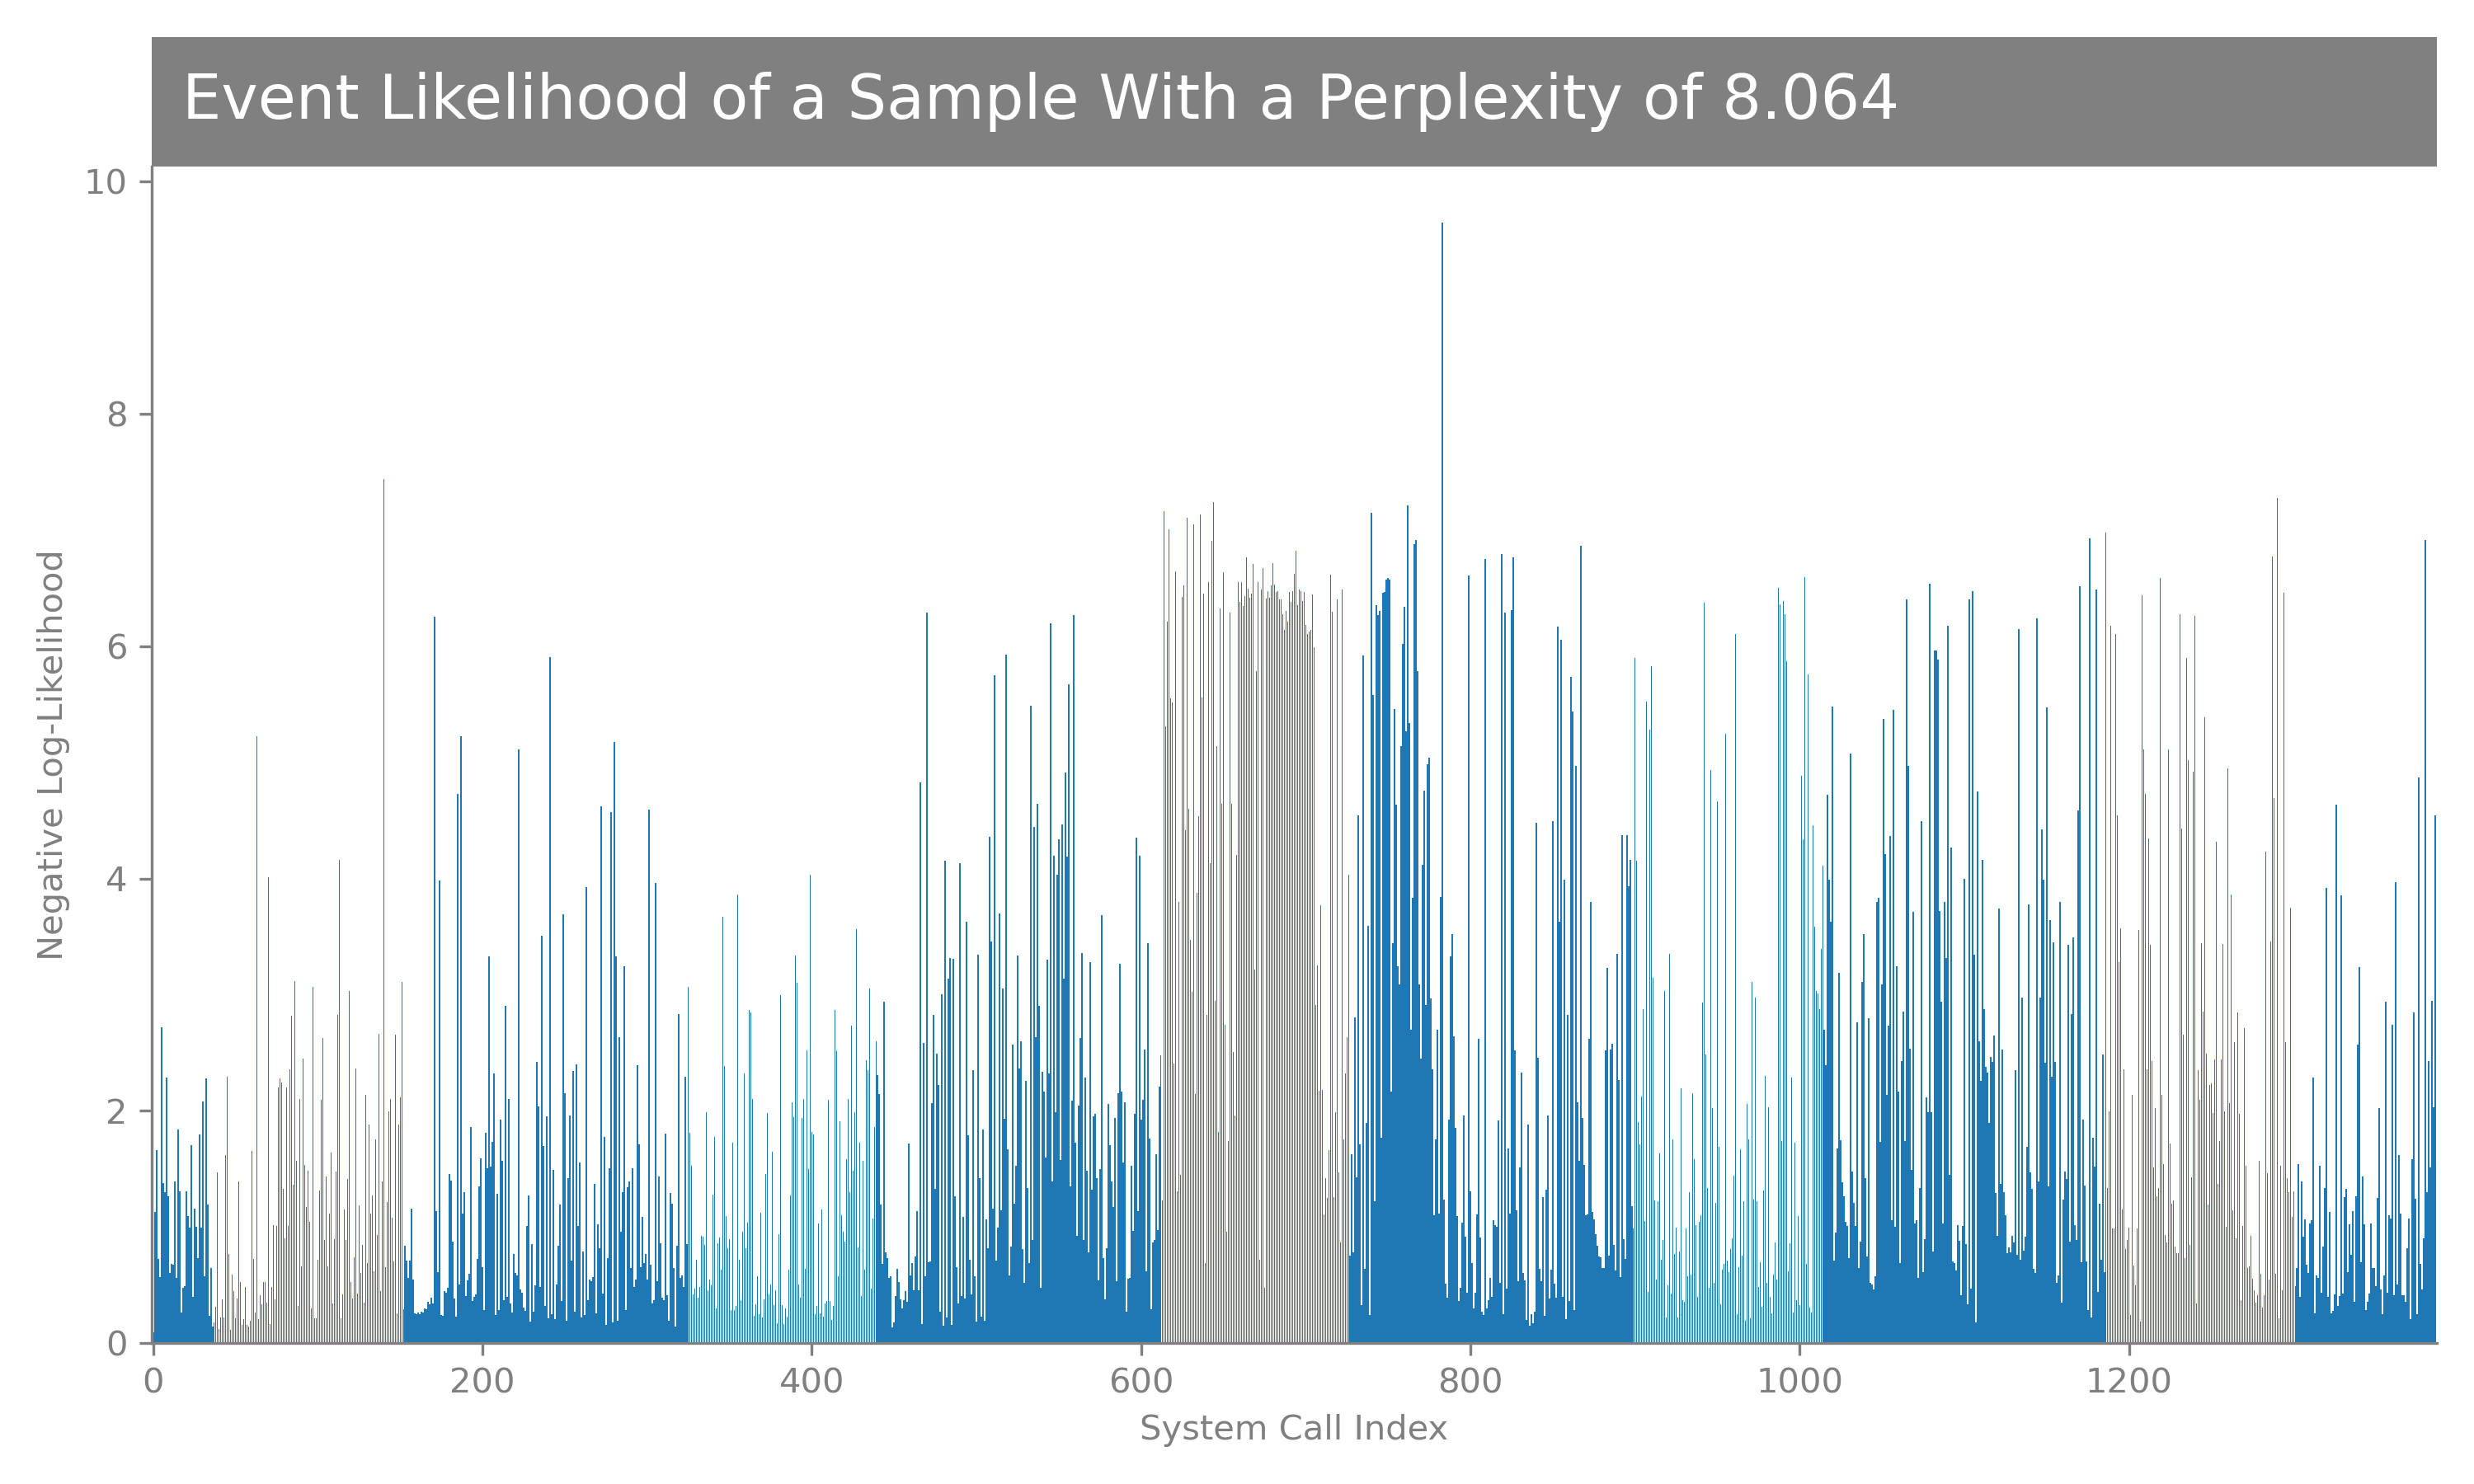 Event Likelihood of a Sample With a Perplexity of 8.064
10
8
6
4
2
0
Negative Log-Likelihood
0 200 400 600 800 1000 1200
System Call Index